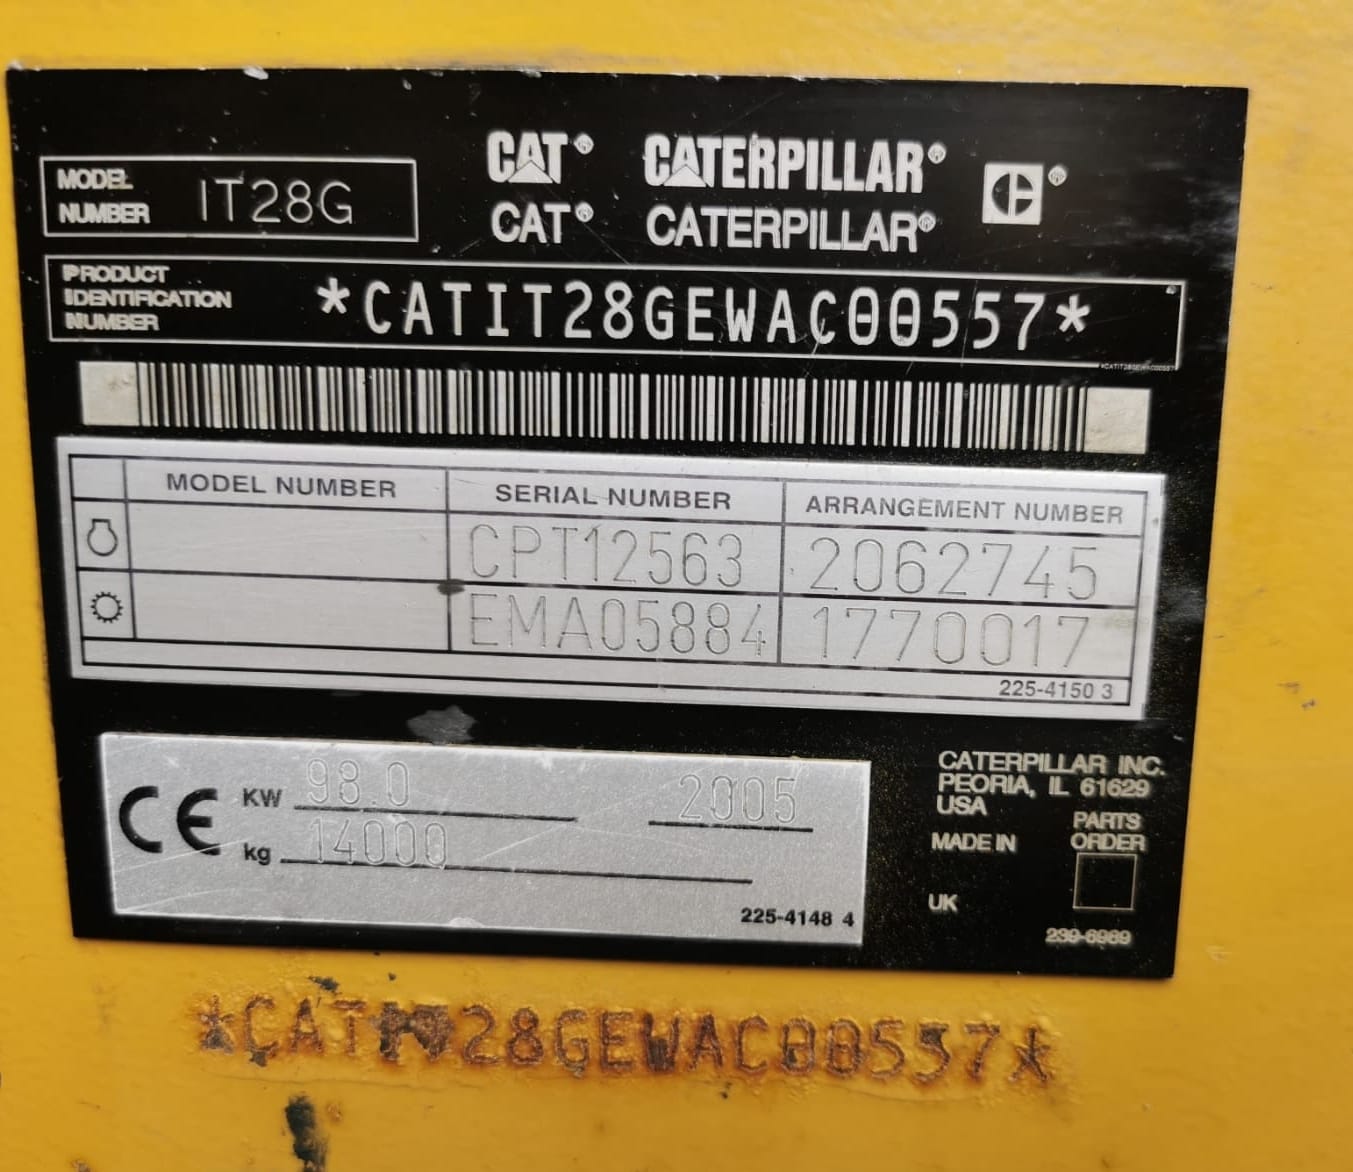 CAT® CATERPILLAR®
CAT® CATERPILLAR®
MODEL
NUMBER
IT28G
PRODUCT
IDENTIFICATION
NUMBER
*CATIT28GEWAC00557*
*CATIT28GEWAC00557*
MODEL NUMBER SERIAL NUMBER ARRANGEMENT NUMBER
CPT12563 2062745
EMA05884 1770017
225-4150 3
CE
KW 98.0 2005
kg 14000
225-4148 4
CATERPILLAR INC.
PEORIA, IL 61629
USA
MADE IN
UK
PARTS
ORDER
239-6969
*CATIT28GEWAC00557*